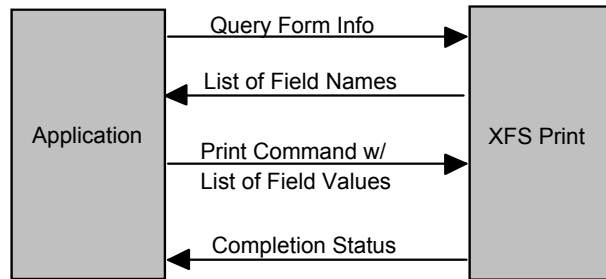 Query Form Info
List of Field Names
Application
XFS Print
Print Command w/
List of Field Values
Completion Status